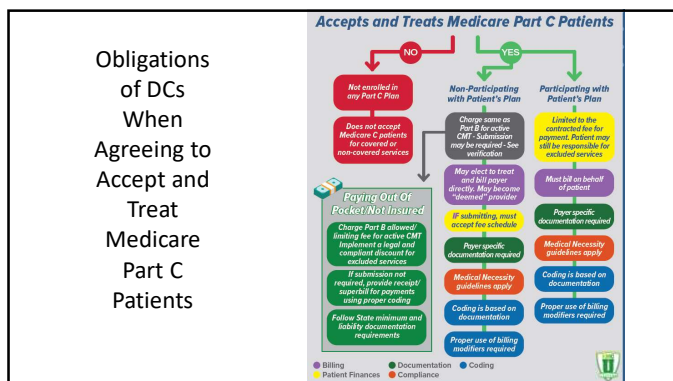 Obligations
of DCs
When
Agreeing to
Accept and
Treat
Medicare
Part C
Patients
Accepts and Treats Medicare Part C Patients
NO
YES
Not enrolled in
any Part C Plan
Does not accept
Medicare C patients
for covered or
non-covered services
Non-Participating
with Patient's Plan
Charge same as
Part B for active
CMT - Submission
may be required - See
verification
May elect to treat
and bill payer
directly. May become
"deemed" provider
IF submitting, must
accept fee schedule
Payer specific
documentation required
Medical Necessity
guidelines apply
Coding is based on
documentation
Proper use of billing
modifiers required
Participating with
Patient's Plan
Limited to the
contracted fee for
payment. Patient may
still be responsible for
excluded services
Must bill on behalf
of patient
Payer specific
documentation required
Medical Necessity
guidelines apply
Coding is based on
documentation
Proper use of billing
modifiers required
Paying Out Of
Pocket/Not Insured
Charge Part B allowed/
limiting fee for active CMT
Implement a legal and
compliant discount for
excluded services
If submission not
required, provide receipt/
superbill for payments
using proper coding
Follow State minimum and
liability documentation
requirements
Billing
Documentation
Coding
Patient Finances
Compliance